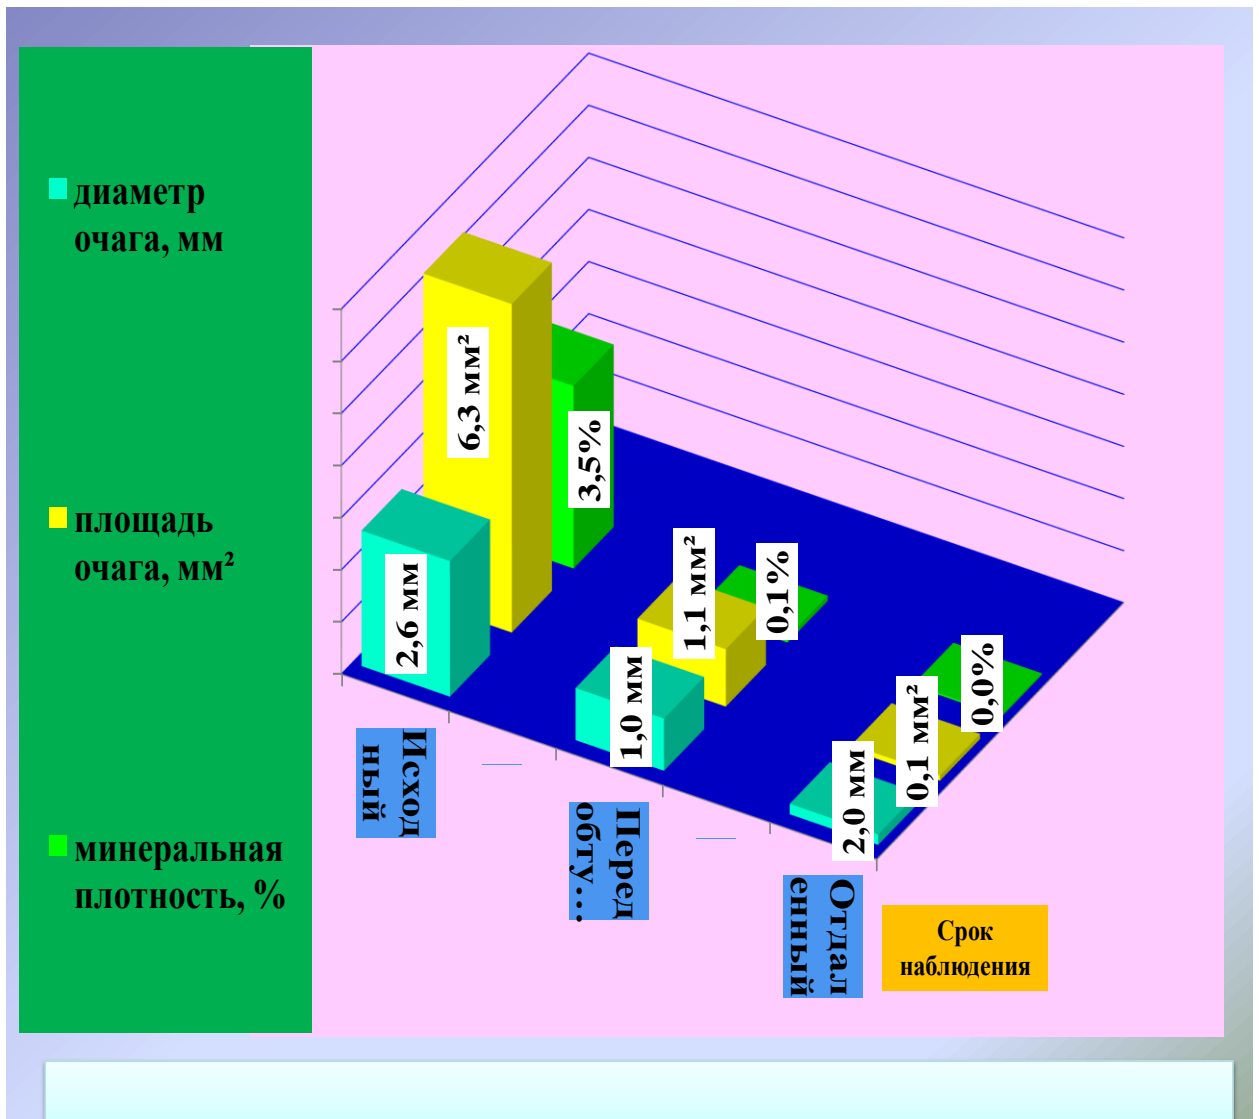 диаметр
очага, мм
площадь
очага, мм²
минеральная
плотность, %
2,6 мм
6,3 мм²
3,5%
1,0 мм
1,1 мм²
0,1%
2,0 мм
0,1 мм²
0,0%
Исход
ный
Перед
обту…
Отдал
енный
Срок
наблюдения